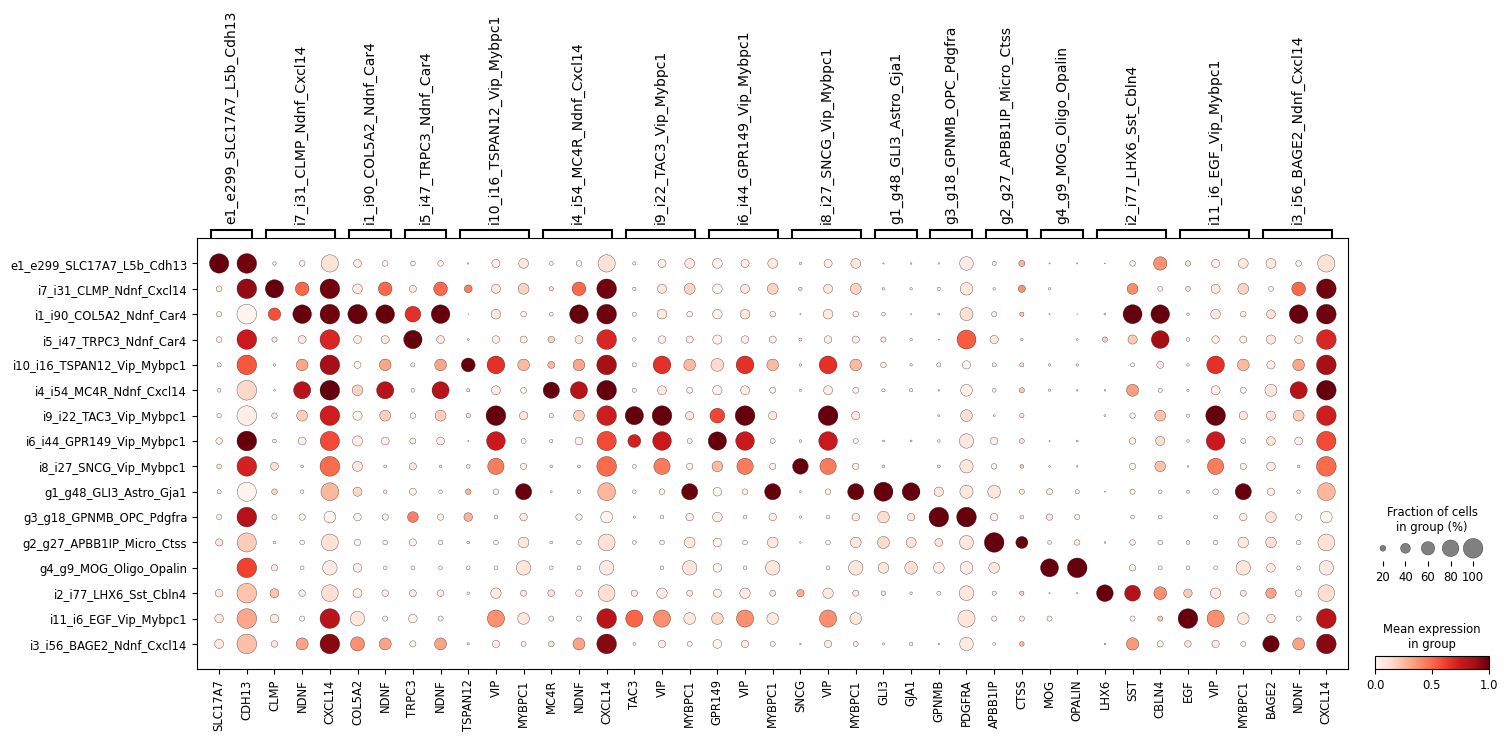 e1_e299_SLC17A7_L5b_Cdh13
i7_i31_CLMP_Ndnf_Cxcl14
i1_i90_COL5A2_Ndnf_Car4
i5_i47_TRPC3_Ndnf_Car4
i10_i16_TSPAN12_Vip_Mybpc1
i4_i54_MC4R_Ndnf_Cxcl14
i9_i22_TAC3_Vip_Mybpc1
i6_i44_GPR149_Vip_Mybpc1
i8_i27_SNCG_Vip_Mybpc1
g1_g48_GLI3_Astro_Gja1
g3_g18_GPNMB_OPC_Pdgfra
g2_g27_APBB1IP_Micro_Ctss
g4_g9_MOG_Oligo_Opalin
i2_i77_LHX6_Sst_Cbln4
i11_i6_EGF_Vip_Mybpc1
i3_i56_BAGE2_Ndnf_Cxcl14
e1_e299_SLC17A7_L5b_Cdh13
i7_i31_CLMP_Ndnf_Cxcl14
i1_i90_COL5A2_Ndnf_Car4
i5_i47_TRPC3_Ndnf_Car4
i10_i16_TSPAN12_Vip_Mybpc1
i4_i54_MC4R_Ndnf_Cxcl14
i9_i22_TAC3_Vip_Mybpc1
i6_i44_GPR149_Vip_Mybpc1
i8_i27_SNCG_Vip_Mybpc1
g1_g48_GLI3_Astro_Gja1
g3_g18_GPNMB_OPC_Pdgfra
g2_g27_APBB1IP_Micro_Ctss
g4_g9_MOG_Oligo_Opalin
i2_i77_LHX6_Sst_Cbln4
i11_i6_EGF_Vip_Mybpc1
i3_i56_BAGE2_Ndnf_Cxcl14
SLC17A7
CDH13
CLMP
NDNF
CXCL14
COL5A2
NDNF
TRPC3
NDNF
TSPAN12
VIP
MYBPC1
MC4R
NDNF
CXCL14
TAC3
VIP
MYBPC1
GPR149
VIP
MYBPC1
SNCG
VIP
MYBPC1
GLI3
GJA1
GPNMB
PDGFRA
APBB1IP
CTSS
MOG
OPALIN
LHX6
SST
CBLN4
EGF
VIP
MYBPC1
BAGE2
NDNF
CXCL14
Fraction of cells
in group (%)
20 40 60 80 100
Mean expression
in group
0.0 0.5 1.0